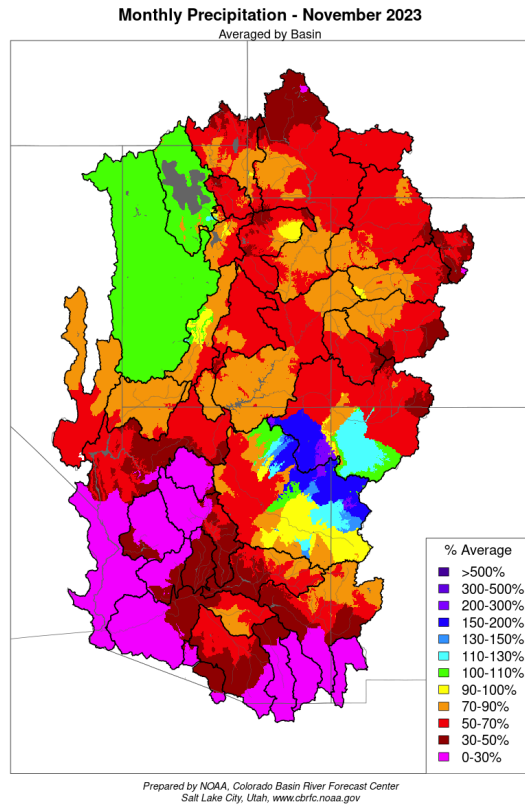 Monthly Precipitation - November 2023
Averaged by Basin
% Average
>500%
300-500%
200-300%
150-200%
130-150%
110-130%
100-110%
90-100%
70-90%
50-70%
30-50%
0-30%
Prepared by NOAA, Colorado Basin River Forecast Center
Salt Lake City, Utah, www.cbrfc.noaa.gov